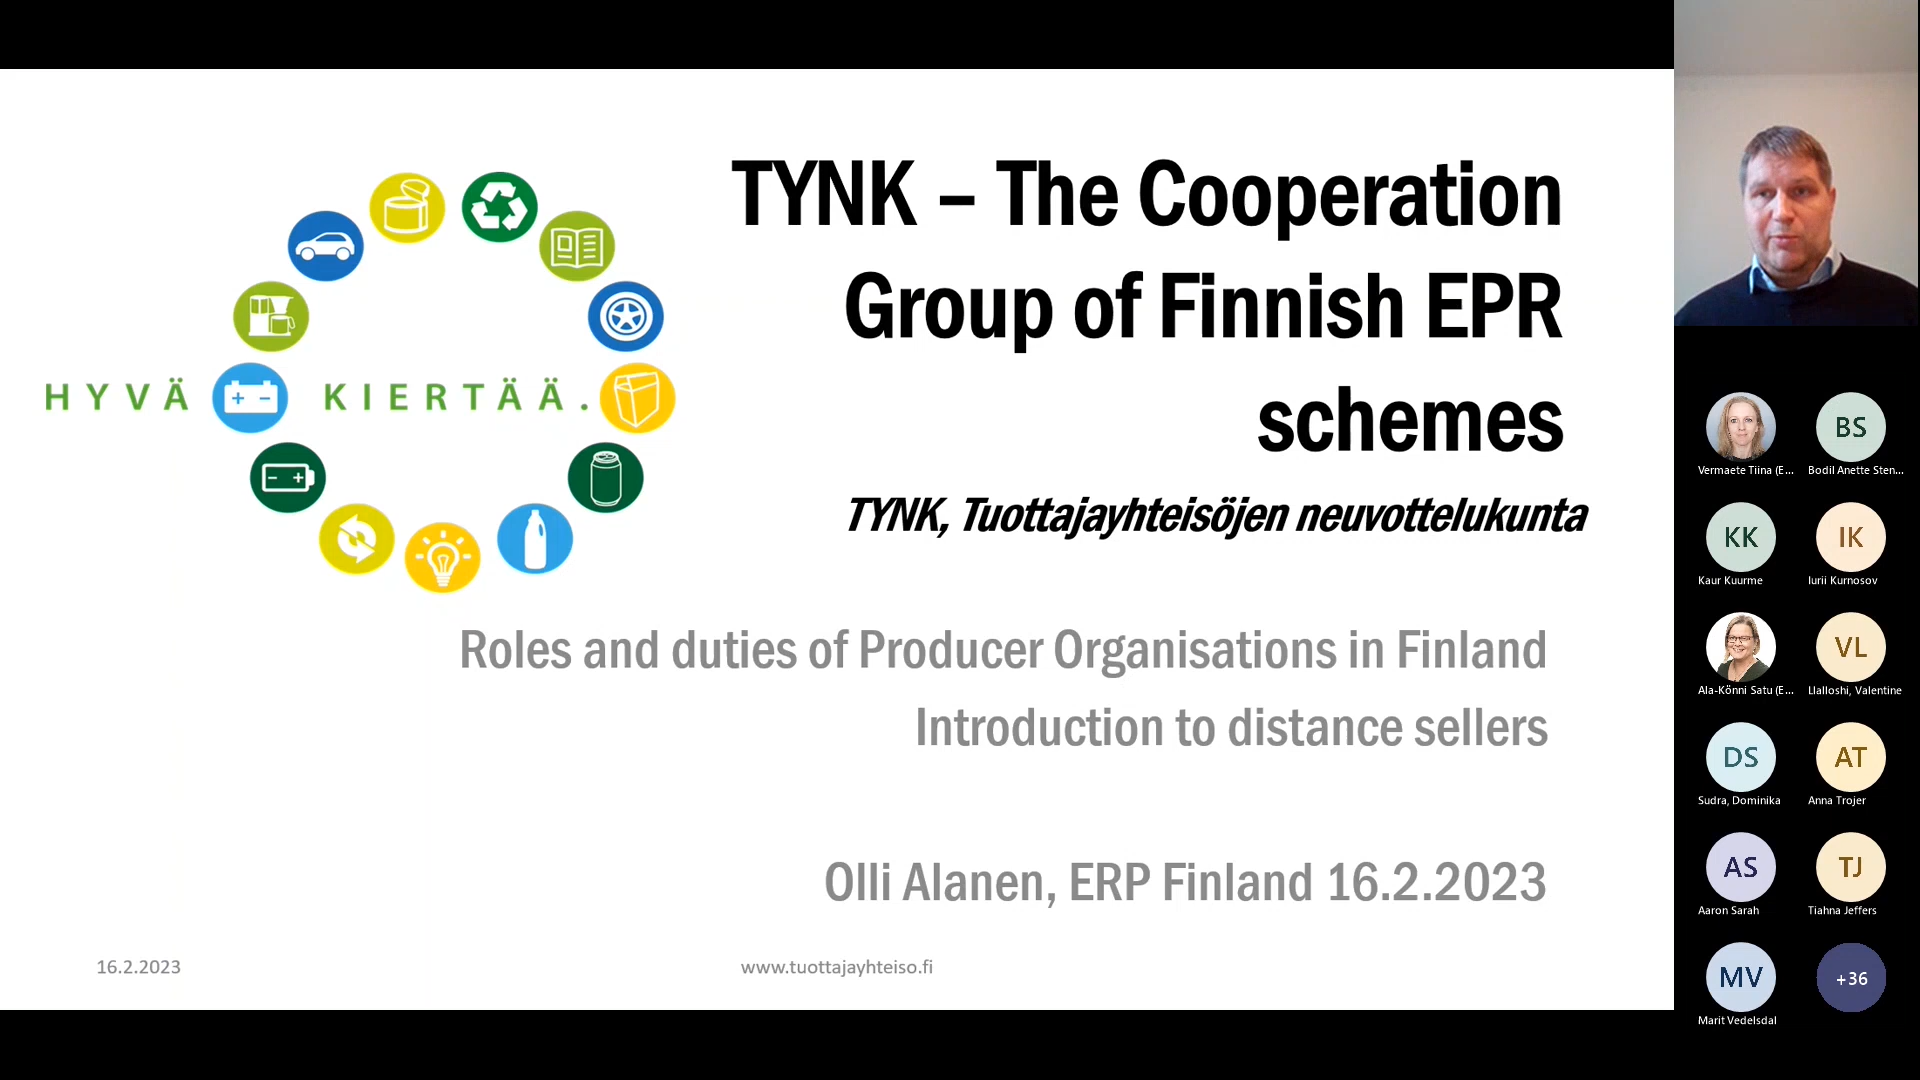 TYNK – The Cooperation
Group of Finnish EPR
schemes
TYNK, Tuottajayhteisöjen neuvottelukunta
HYVÄ KIERTÄÄ.
Roles and duties of Producer Organisations in Finland
Introduction to distance sellers
Olli Alanen, ERP Finland 16.2.2023
16.2.2023
www.tuottajayhteiso.fi
Vermaete Tiina (E...
BS
Bodil Anette Sten...
KK
Kaur Kuurme
IK
Iurii Kurnosov
Ala-Könni Satu (E...
VL
Llalloshi, Valentine
DS
Sudra, Dominika
AT
Anna Trojer
AS
Aaron Sarah
TJ
Tiahna Jeffers
MV
Marit Vedelsdal
+36